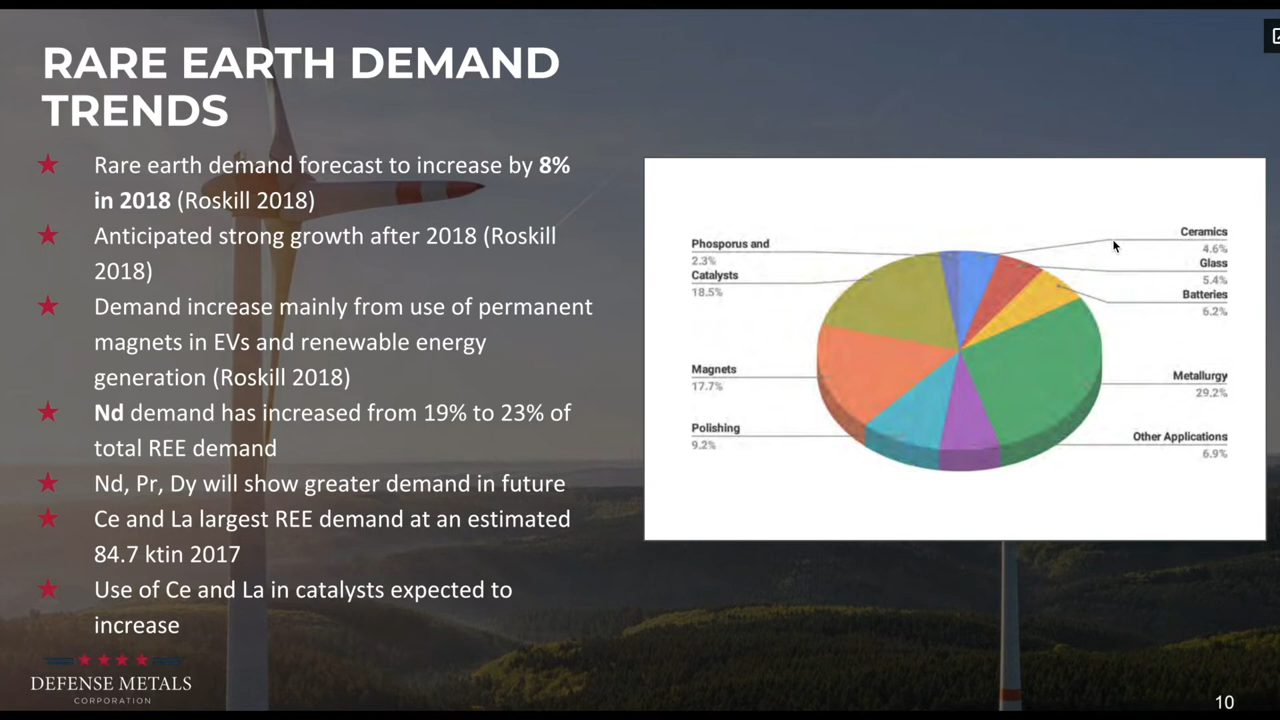 RARE EARTH DEMAND
TRENDS
Rare earth demand forecast to increase by 8%
in 2018 (Roskill 2018)
Anticipated strong growth after 2018 (Roskill
2018)
Demand increase mainly from use of permanent
magnets in EVs and renewable energy
generation (Roskill 2018)
Nd demand has increased from 19% to 23% of
total REE demand
Nd, Pr, Dy will show greater demand in future
Ce and La largest REE demand at an estimated
84.7 ktin 2017
Use of Ce and La in catalysts expected to
increase
DEFENSE METALS
CORPORATION
Phosporus and
2.3%
Catalysts
18.5%
Magnets
17.7%
Polishing
9.2%
Ceramics
4.6%
Glass
5.4%
Batteries
6.2%
Metallurgy
29.2%
Other Applications
6.9%
10